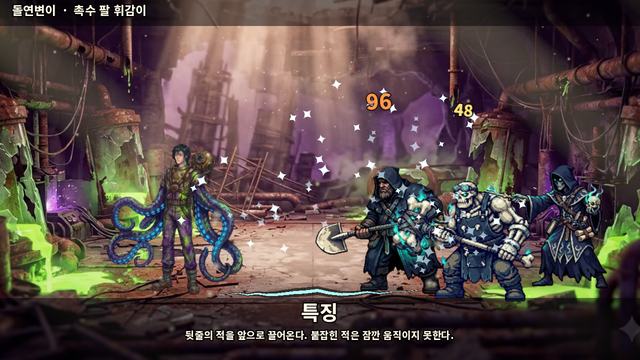 돌연변이 · 촉수 팔 휘감이
96
48
특징
뒷줄의 적을 앞으로 끌어온다. 붙잡힌 적은 잠깐 움직이지 못한다.